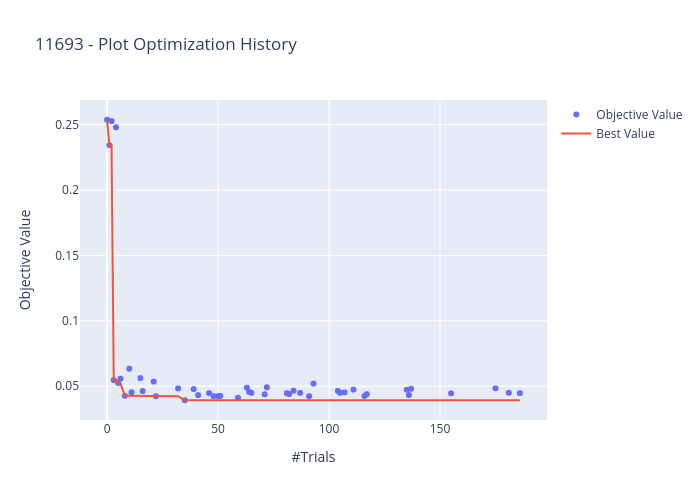 11693 - Plot Optimization History
Objective Value
Best Value
0.25
0.2
0.15
0.1
0.05
Objective Value
0
50
100
150
#Trials